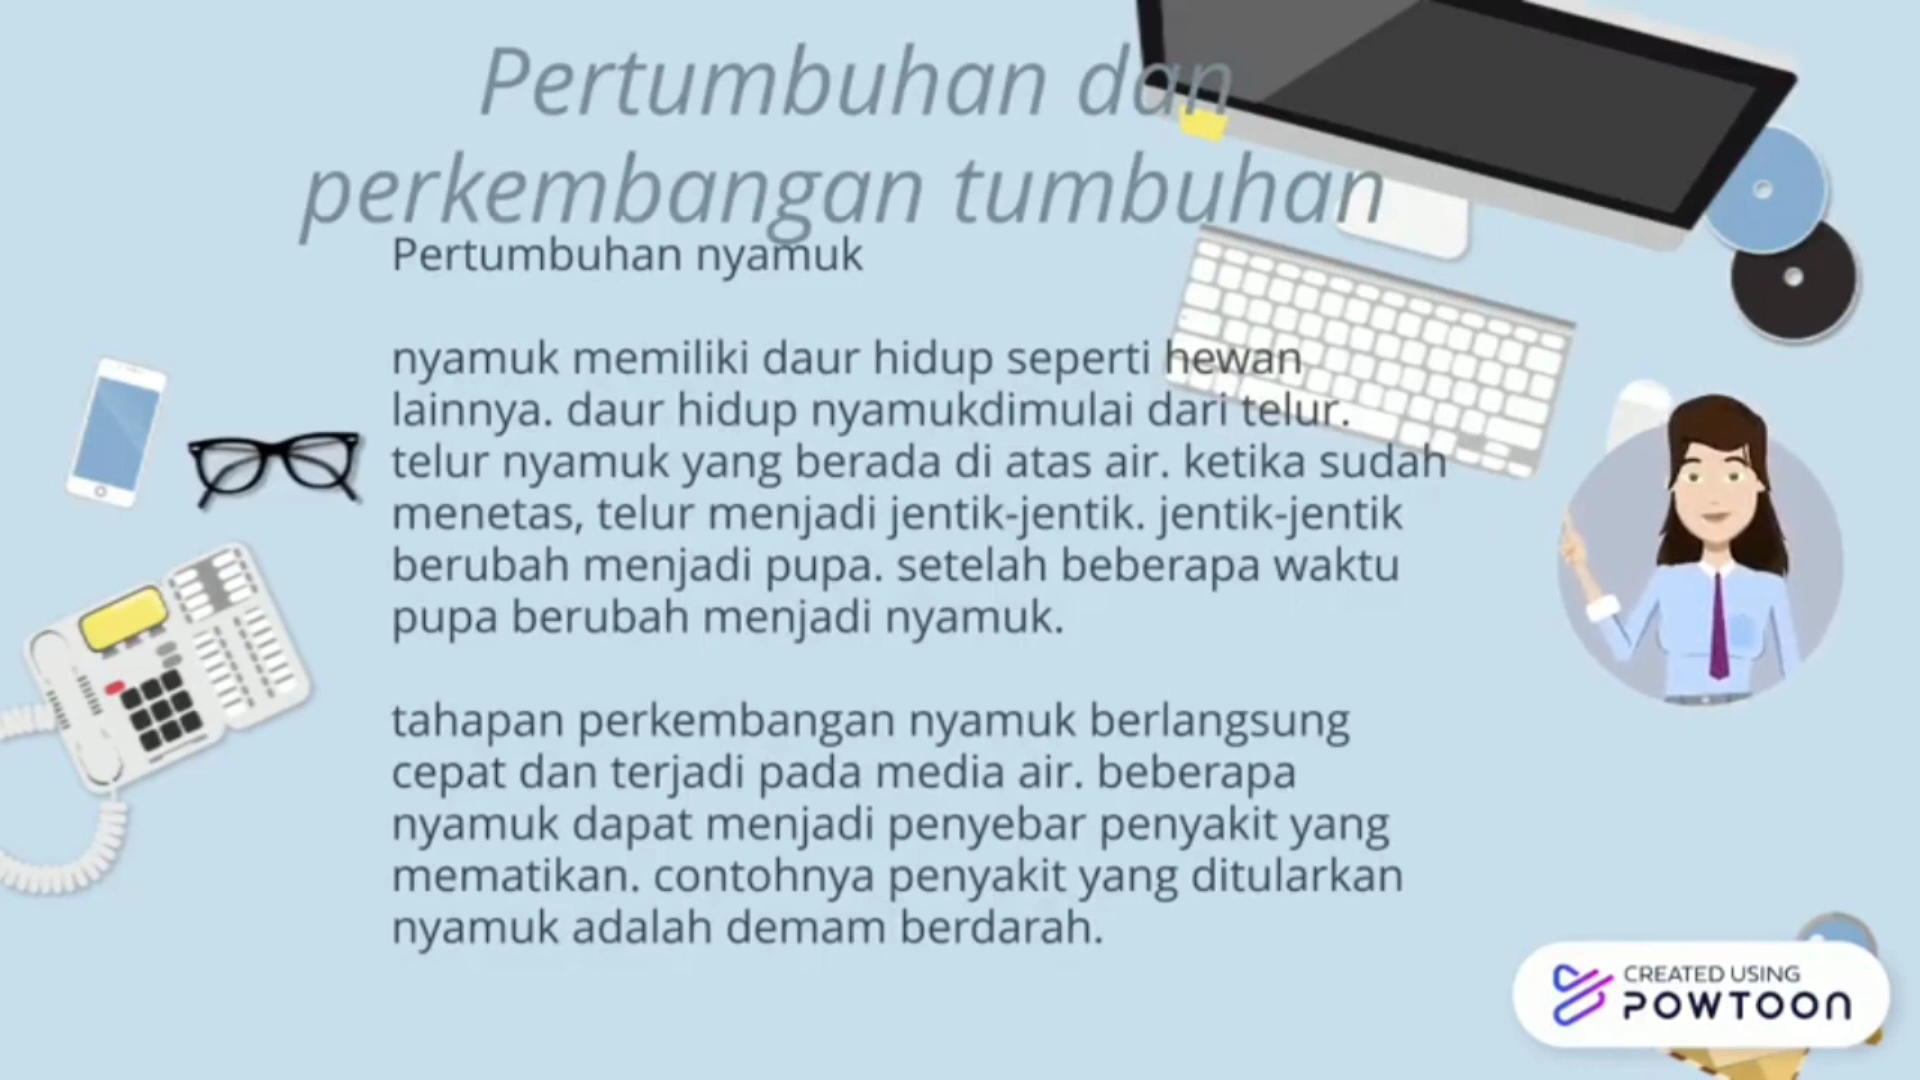 Pertumbuhan dan
perkembangan tumbuhan
Pertumbuhan nyamuk
nyamuk memiliki daur hidup seperti hewan
lainnya. daur hidup nyamukdimulai dari telur.
telur nyamuk yang berada di atas air. ketika sudah
menetas, telur menjadi jentik-jentik. jentik-jentik
berubah menjadi pupa. setelah beberapa waktu
pupa berubah menjadi nyamuk.
tahapan perkembangan nyamuk berlangsung
cepat dan terjadi pada media air. beberapa
nyamuk dapat menjadi penyebar penyakit yang
mematikan. contohnya penyakit yang ditularkan
nyamuk adalah demam berdarah.
CREATED USING
POWTOON